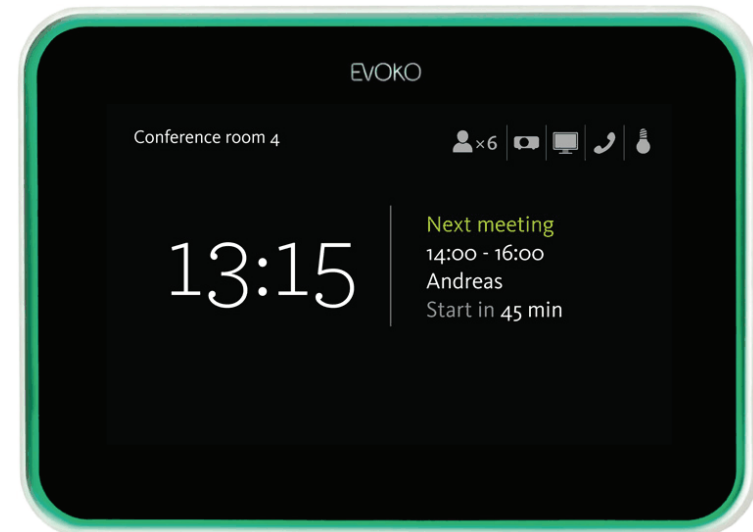 EVOKO
Conference room 4
×6
13:15
Next meeting
14:00 - 16:00
Andreas
Start in 45 min